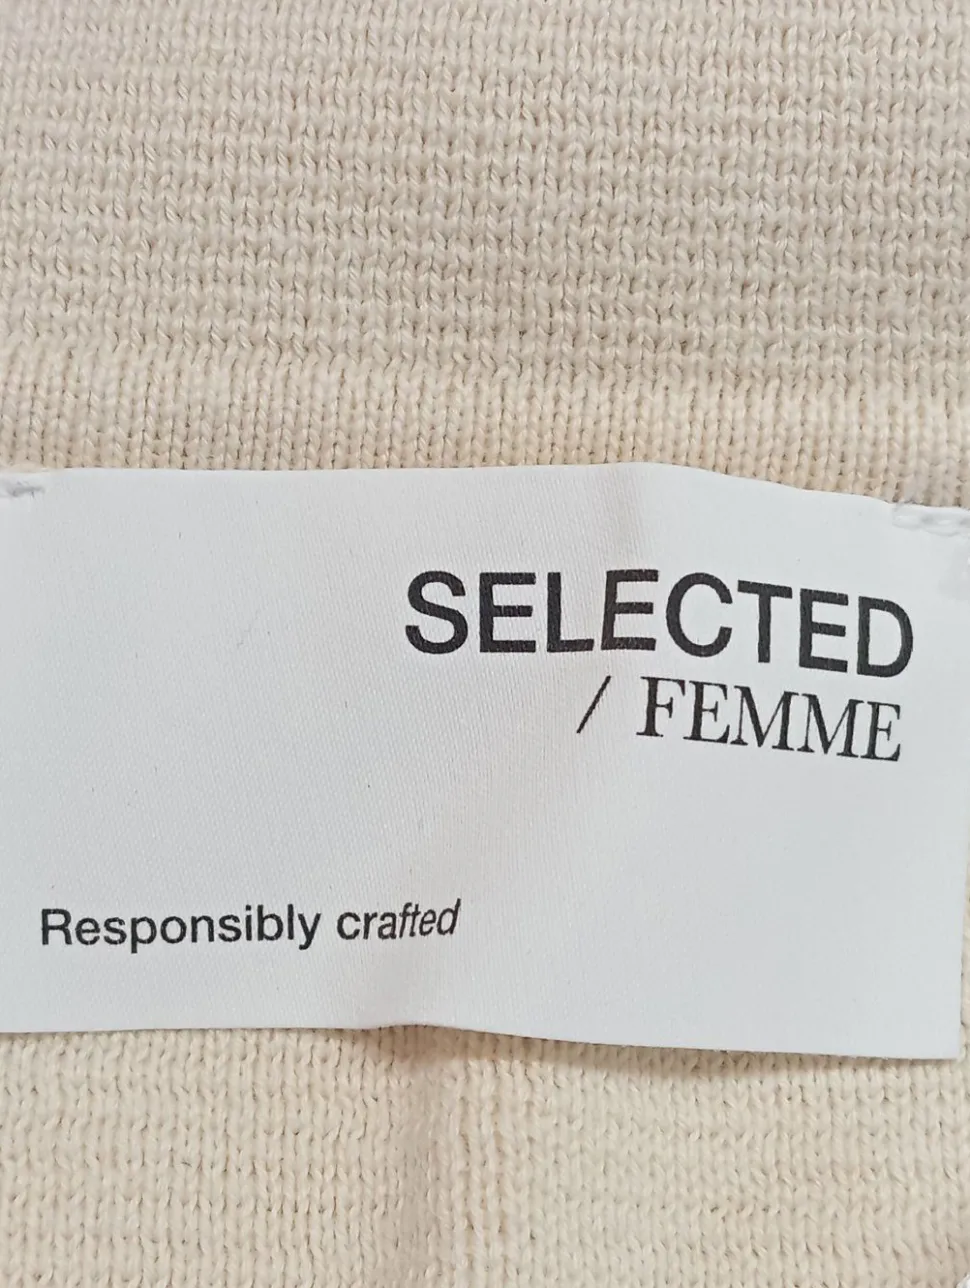 SELECTED
/ FEMME
Responsibly crafted